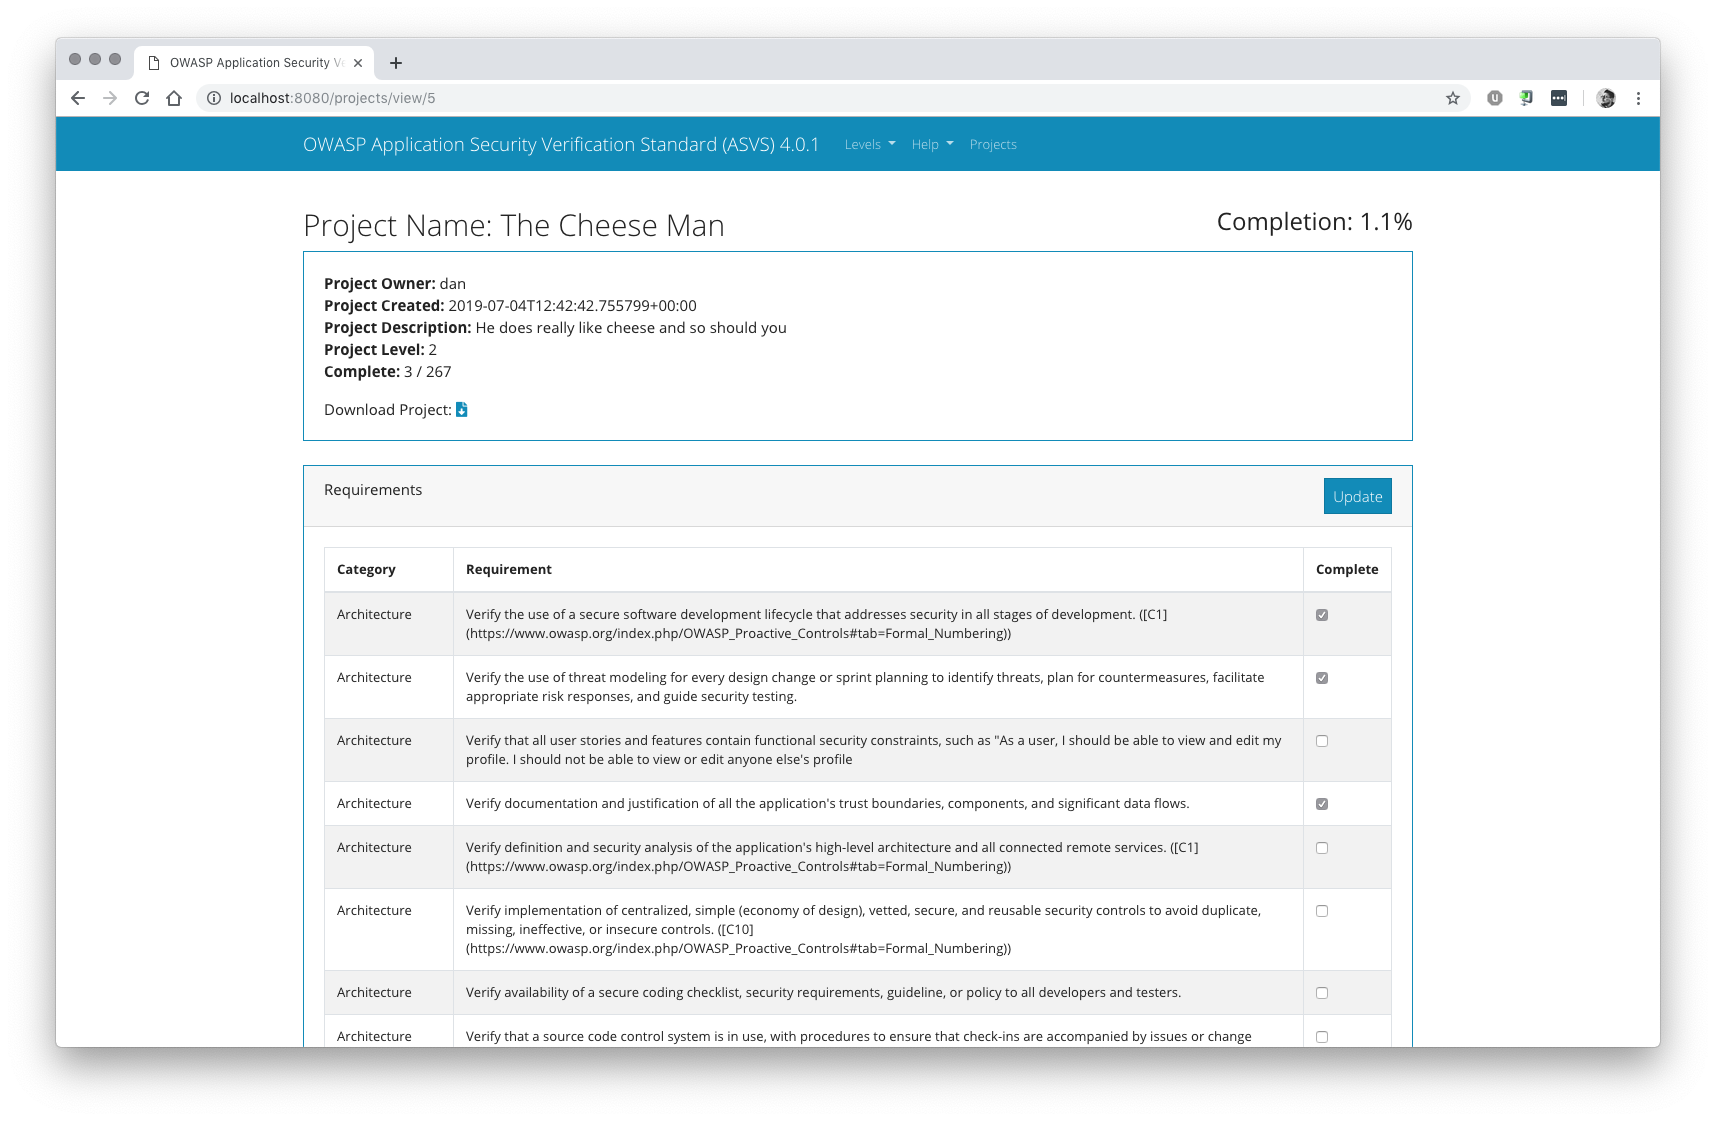 OWASP Application Security Ve
localhost:8080/projects/view/5
OWASP Application Security Verification Standard (ASVS) 4.0.1 Levels Help Projects
Project Name: The Cheese Man
Completion: 1.1%
Project Owner: dan
Project Created: 2019-07-04T12:42:42.755799+00:00
Project Description: He does really like cheese and so should you
Project Level: 2
Complete: 3 / 267
Download Project:
Requirements
Update
Category Requirement Complete
Architecture Verify the use of a secure software development lifecycle that addresses security in all stages of development. ([C1]
(https://www.owasp.org/index.php/OWASP_Proactive_Controls#tab=Formal_Numbering))
Architecture Verify the use of threat modeling for every design change or sprint planning to identify threats, plan for countermeasures, facilitate
appropriate risk responses, and guide security testing.
Architecture Verify that all user stories and features contain functional security constraints, such as "As a user, I should be able to view and edit my
profile. I should not be able to view or edit anyone else's profile
Architecture Verify documentation and justification of all the application's trust boundaries, components, and significant data flows.
Architecture Verify definition and security analysis of the application's high-level architecture and all connected remote services. ([C1]
(https://www.owasp.org/index.php/OWASP_Proactive_Controls#tab=Formal_Numbering))
Architecture Verify implementation of centralized, simple (economy of design), vetted, secure, and reusable security controls to avoid duplicate,
missing, ineffective, or insecure controls. ([C10]
(https://www.owasp.org/index.php/OWASP_Proactive_Controls#tab=Formal_Numbering))
Architecture Verify availability of a secure coding checklist, security requirements, guideline, or policy to all developers and testers.
Architecture Verify that a source code control system is in use, with procedures to ensure that check-ins are accompanied by issues or change